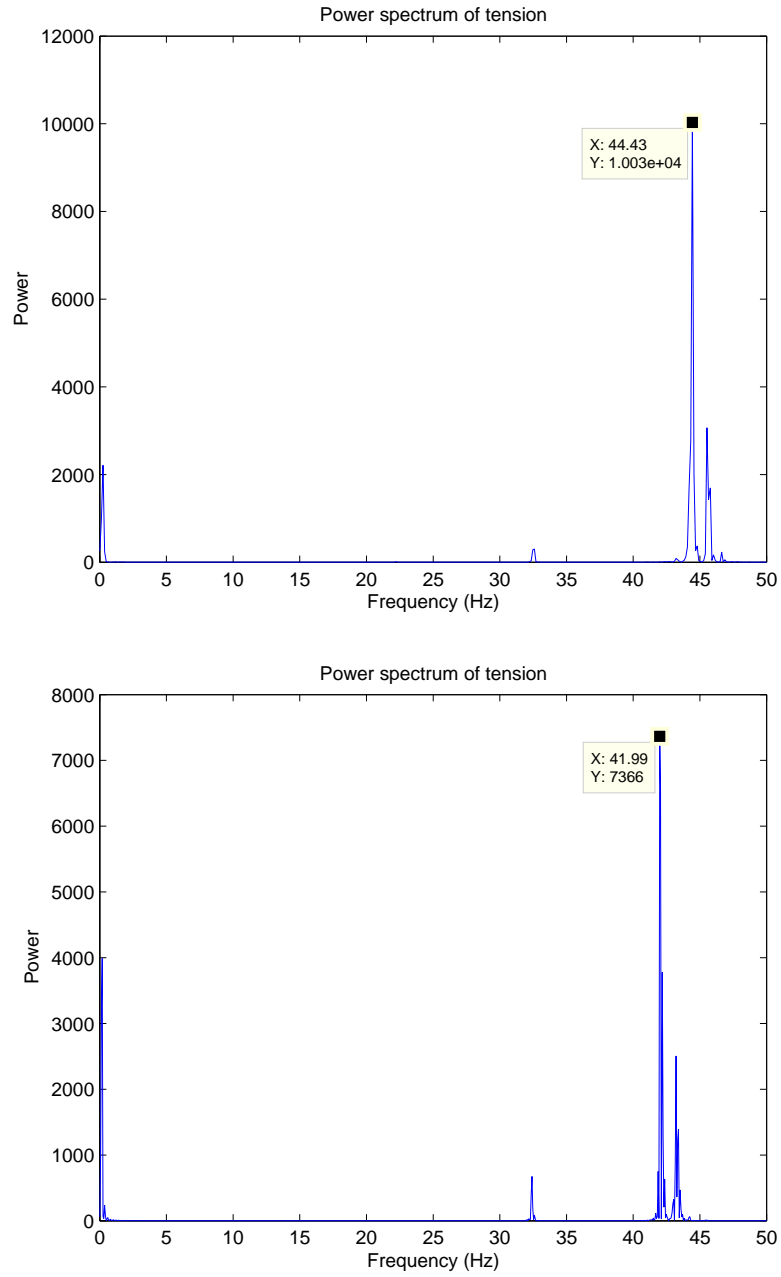 Power spectrum of tension
12000
10000
8000
6000
4000
2000
0
Power
X: 44.43
Y: 1.003e+04
0 5 10 15 20 25 30 35 40 45 50
Frequency (Hz)
Power spectrum of tension
8000
7000
6000
5000
4000
3000
2000
1000
0
Power
X: 41.99
Y: 7366
0 5 10 15 20 25 30 35 40 45 50
Frequency (Hz)